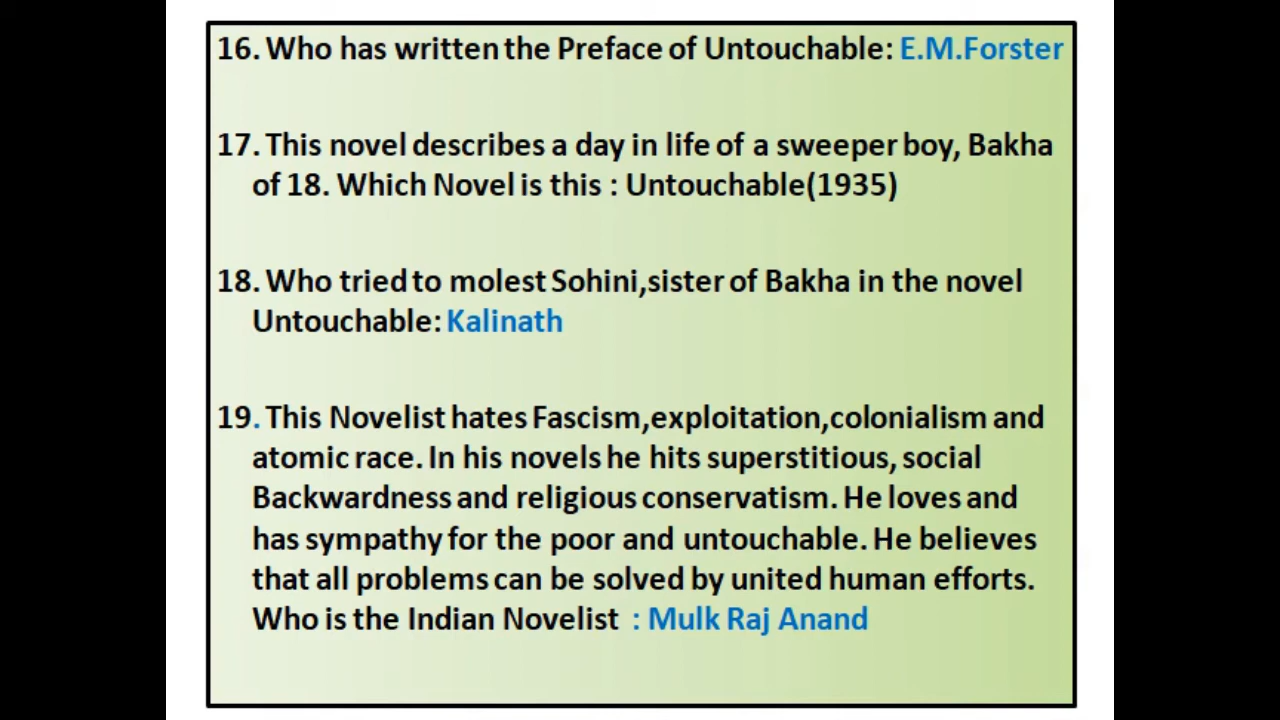 16. Who has written the Preface of Untouchable: E.M.Forster
17. This novel describes a day in life of a sweeper boy, Bakha
of 18. Which Novel is this : Untouchable(1935)
18. Who tried to molest Sohini,sister of Bakha in the novel
Untouchable: Kalinath
19. This Novelist hates Fascism,exploitation,colonialism and
atomic race. In his novels he hits superstitious, social
Backwardness and religious conservatism. He loves and
has sympathy for the poor and untouchable. He believes
that all problems can be solved by united human efforts.
Who is the Indian Novelist : Mulk Raj Anand